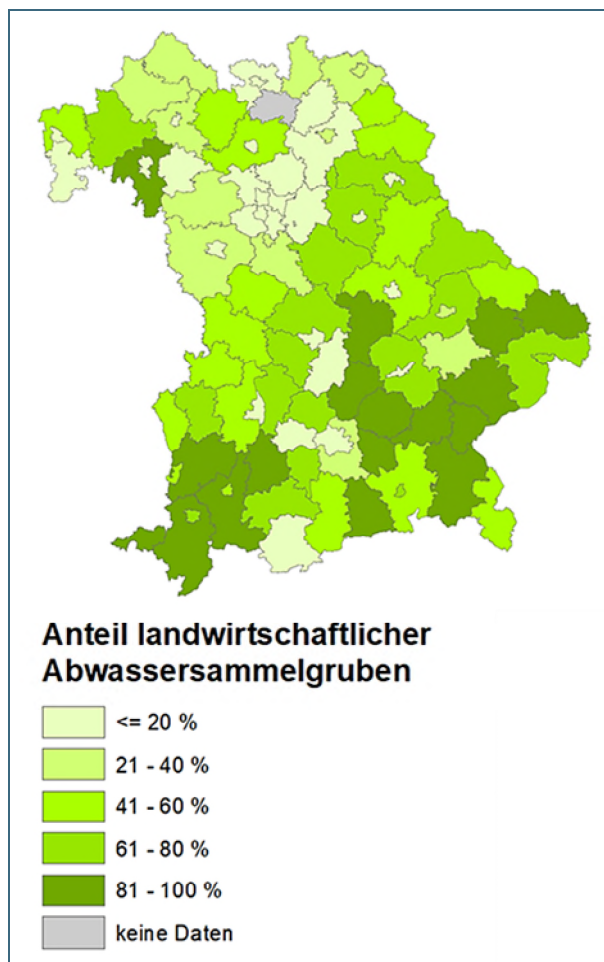 Anteil landwirtschaftlicher
Abwassersammelgruben
<= 20 %
21 - 40 %
41 - 60 %
61 - 80 %
81 - 100 %
keine Daten